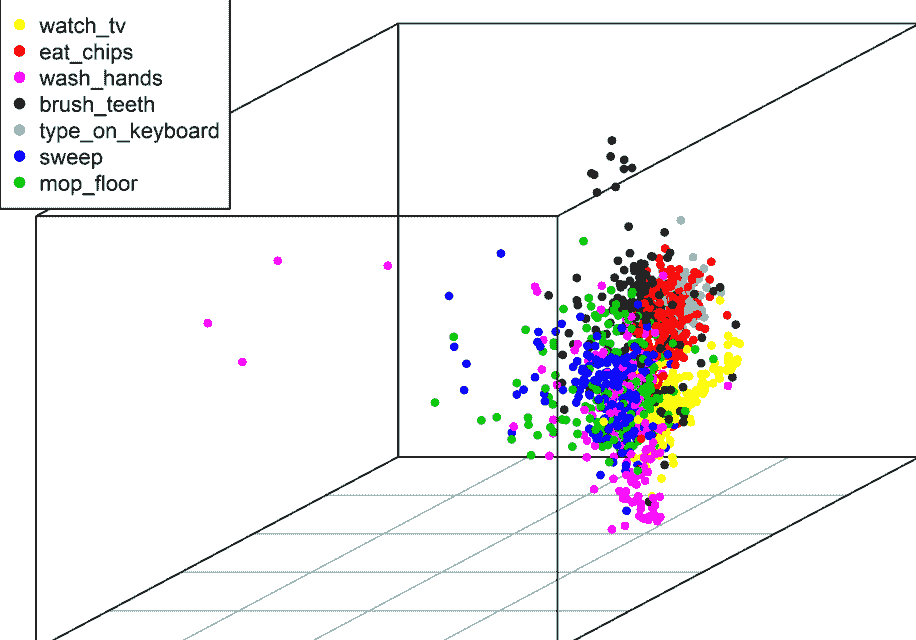 watch_tv
eat_chips
wash_hands
brush_teeth
type_on_keyboard
sweep
mop_floor